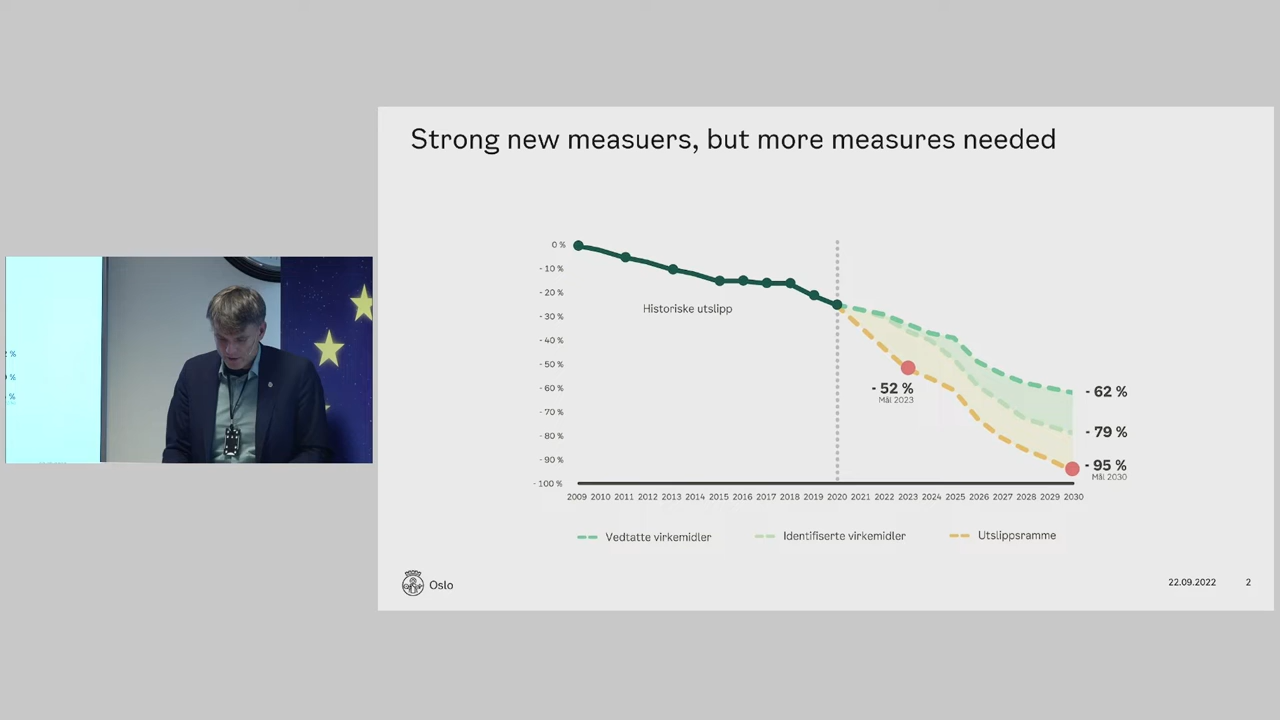 Strong new measuers, but more measures needed
0 %
- 10 %
- 20 %
- 30 %
- 40 %
- 50 %
- 60 %
- 70 %
- 80 %
- 90 %
- 100 %
Historiske utslipp
- 52 %
Mål 2023
- 62 %
- 79 %
- 95 %
Mål 2030
2009 2010 2011 2012 2013 2014 2015 2016 2017 2018 2019 2020 2021 2022 2023 2024 2025 2026 2027 2028 2029 2030
Vedtatte virkemidler Identifiserte virkemidler Utslippsramme
Oslo
22.09.2022 2